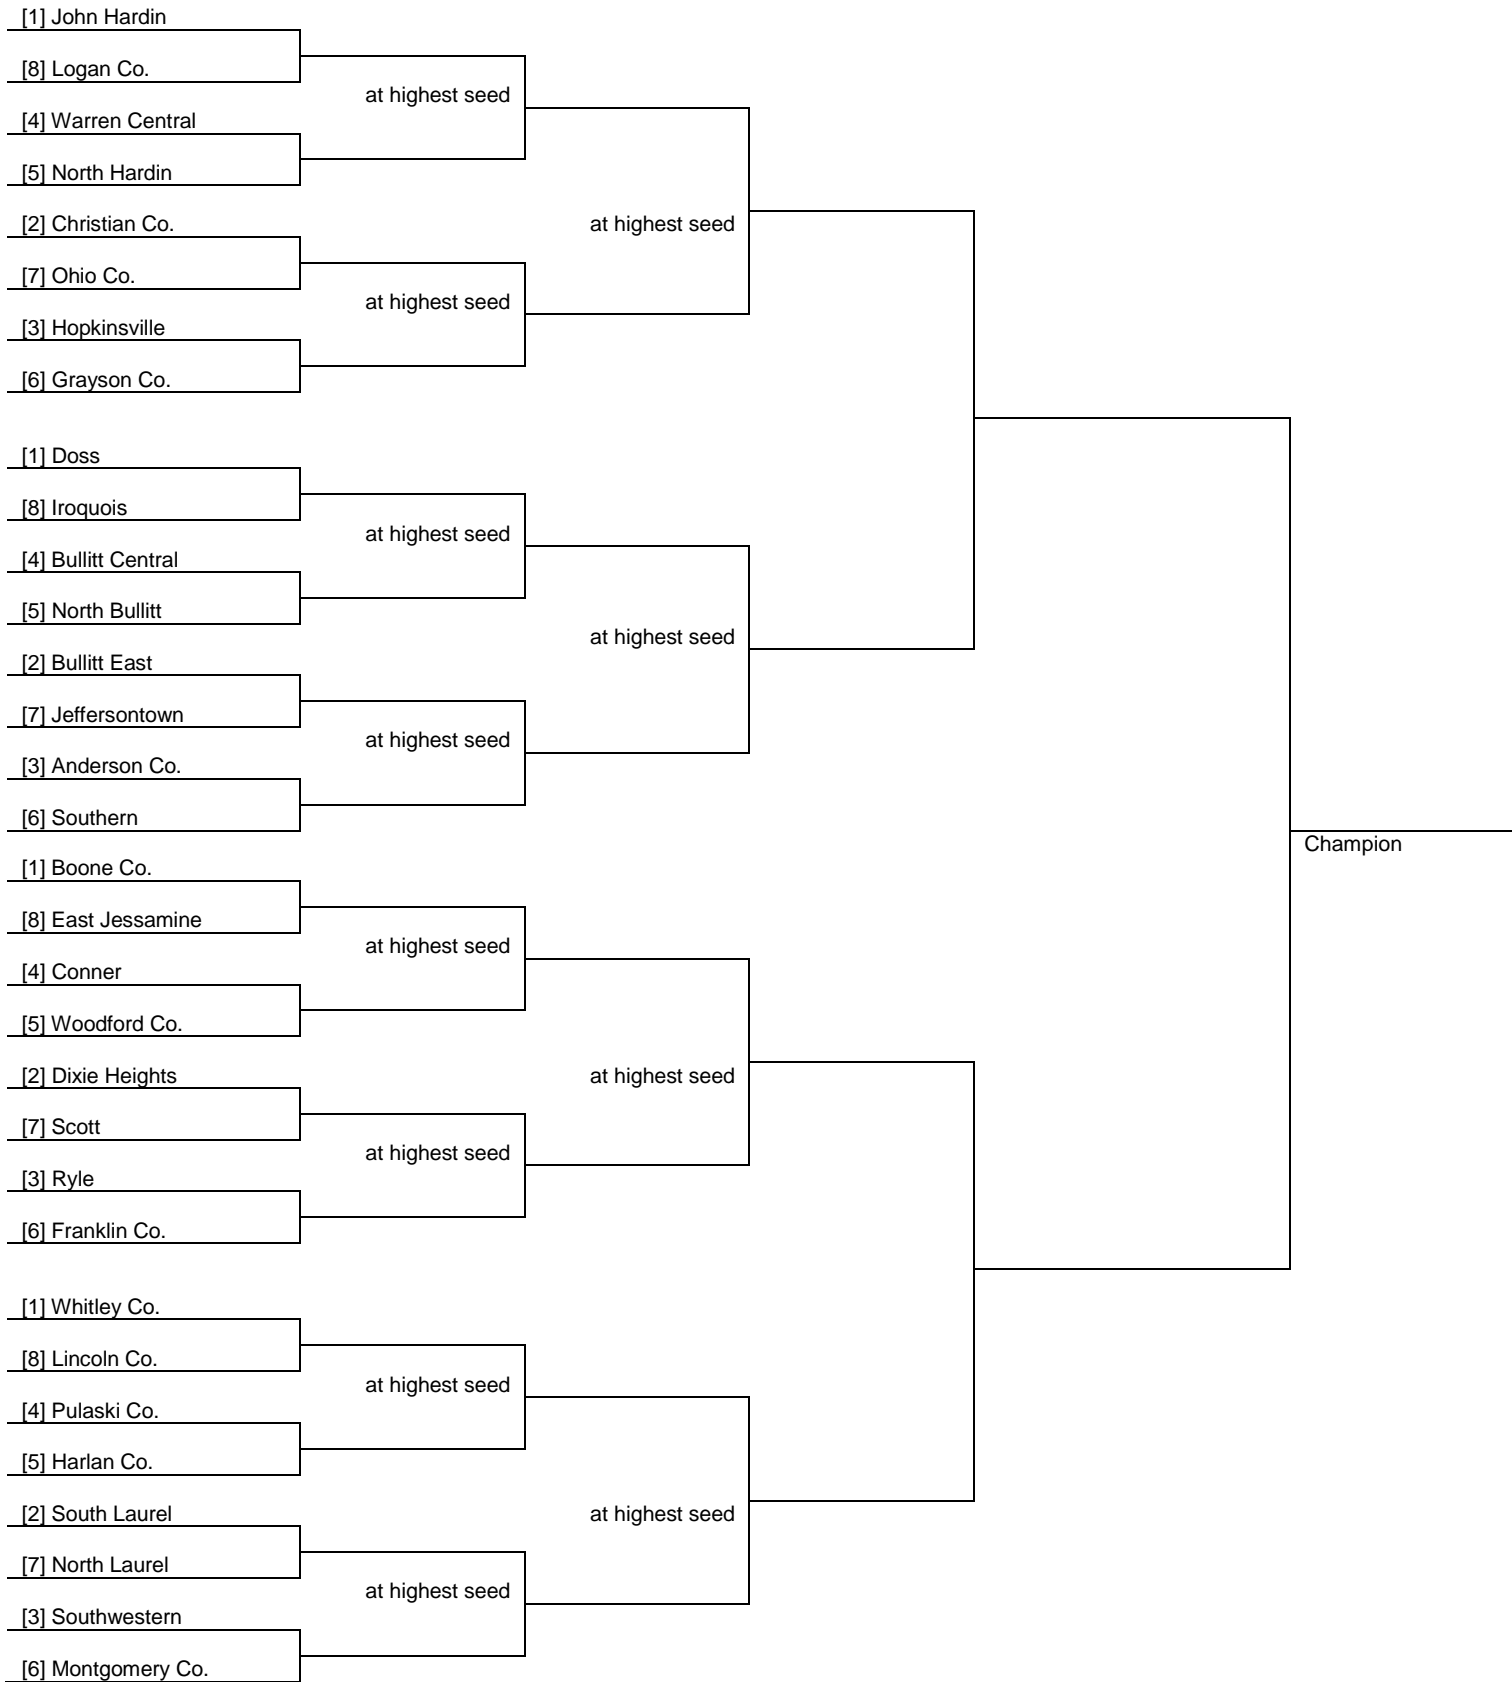 [1] John Hardin
[8] Logan Co.
at highest seed
[4] Warren Central
[5] North Hardin
[2] Christian Co.
at highest seed
[7] Ohio Co.
at highest seed
[3] Hopkinsville
[6] Grayson Co.
[1] Doss
[8] Iroquois
at highest seed
[4] Bullitt Central
[5] North Bullitt
at highest seed
[2] Bullitt East
[7] Jeffersontown
at highest seed
[3] Anderson Co.
[6] Southern
Champion
[1] Boone Co.
[8] East Jessamine
at highest seed
[4] Conner
[5] Woodford Co.
[2] Dixie Heights
at highest seed
[7] Scott
at highest seed
[3] Ryle
[6] Franklin Co.
[1] Whitley Co.
[8] Lincoln Co.
at highest seed
[4] Pulaski Co.
[5] Harlan Co.
[2] South Laurel
at highest seed
[7] North Laurel
at highest seed
[3] Southwestern
[6] Montgomery Co.